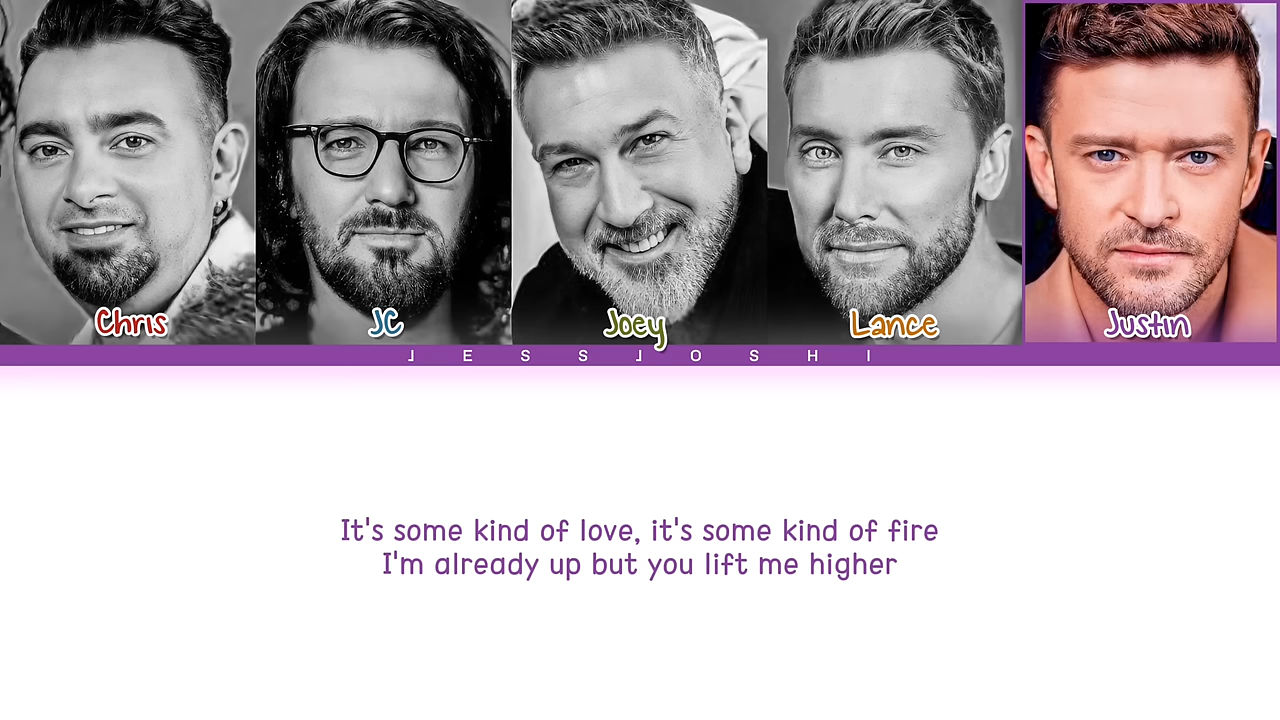 Chris
JC
Joey
Lance
Justin
JESSJOSHI
It's some kind of love, it's some kind of fire
I'm already up but you lift me higher